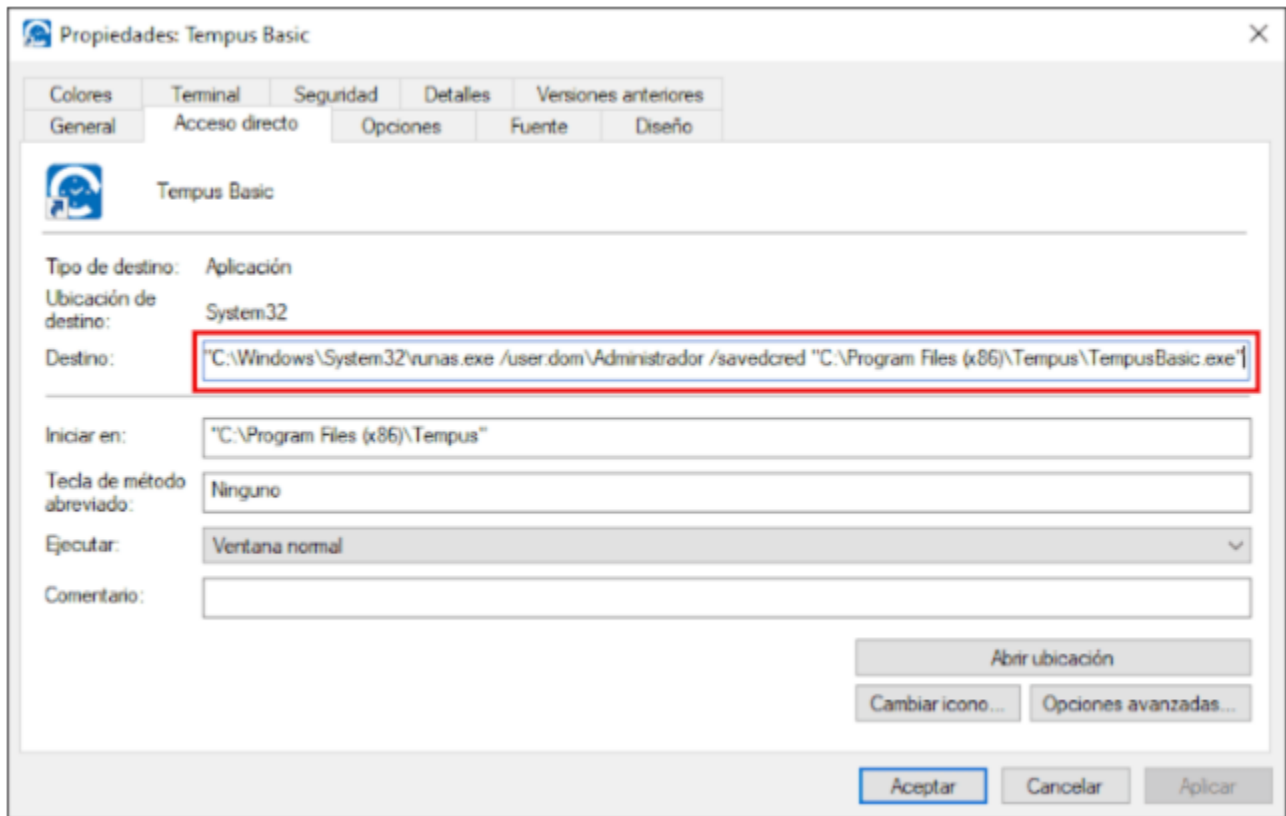 Propiedades: Tempus Basic
Colores Terminal Seguridad Detalles Versiones anteriores
General Acceso directo Opciones Fuente Diseño
Tempus Basic
Tipo de destino: Aplicación
Ubicación de
destino: System32
Destino: "C:\Windows\System32\runas.exe /user:dom\Administrador /savedcred "C:\Program Files (x86)\Tempus\TempusBasic.exe"
Iniciar en: "C:\Program Files (x86)\Tempus"
Tecla de método
abreviado: Ninguno
Ejecutar: Ventana normal
Comentario:
Abrir ubicación
Cambiar icono... Opciones avanzadas...
Aceptar Cancelar Aplicar